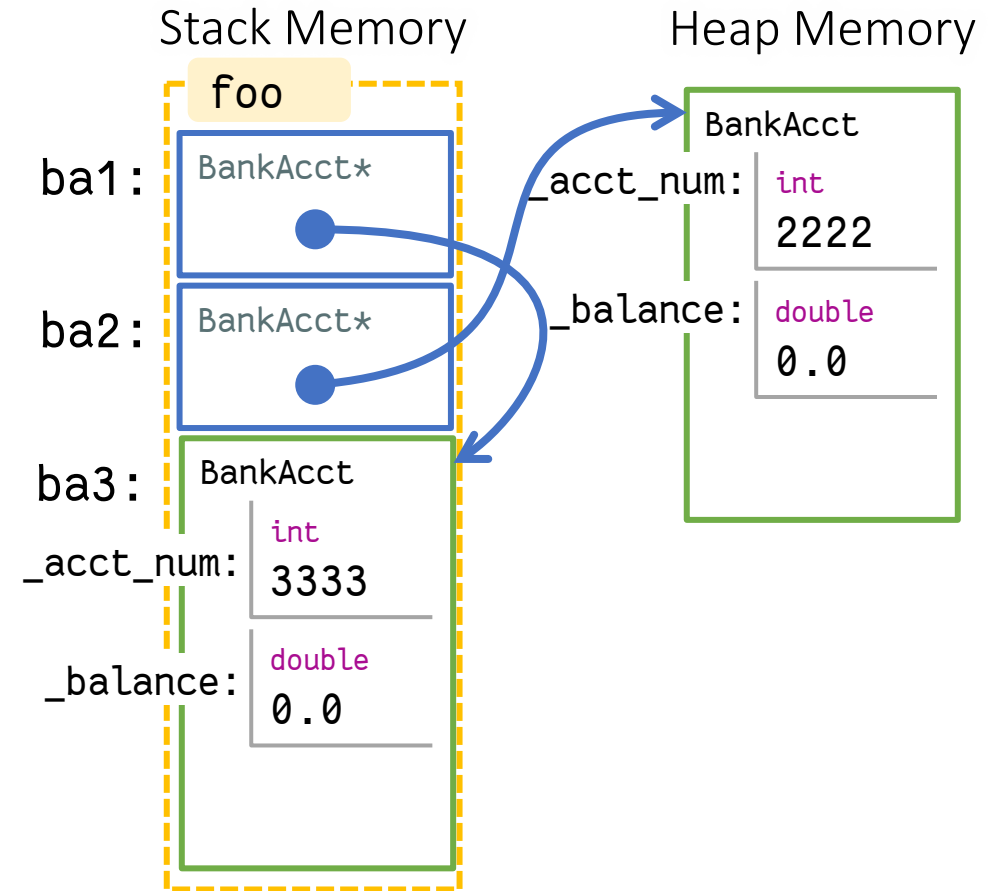 Stack Memory
Heap Memory
foo
ba1:
BankAcct*
ba2:
BankAcct*
ba3:
BankAcct
_acct_num:
int
3333
_balance:
double
0.0
BankAcct
_acct_num:
int
2222
_balance:
double
0.0